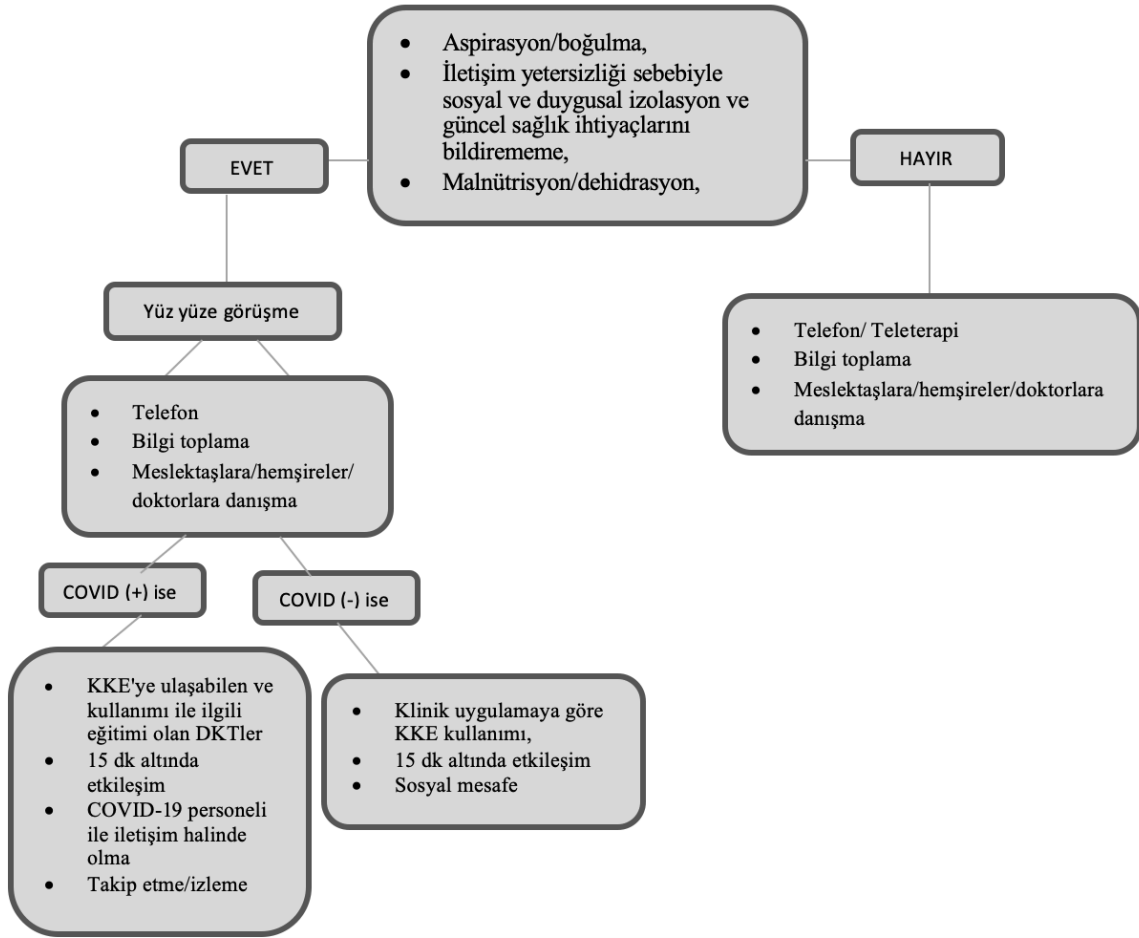 • Aspirasyon/boğulma,
• İletişim yetersizliği sebebiyle
sosyal ve duygusal izolasyon ve
güncel sağlık ihtiyaçlarını
bildirememe,
• Malnütrisyon/dehidrasyon,
EVET
HAYIR
Yüz yüze görüşme
• Telefon/ Teleterapi
• Bilgi toplama
• Meslektaşlara/hemşireler/doktorlara
danışma
• Telefon
• Bilgi toplama
• Meslektaşlara/hemşireler/
doktorlara danışma
COVID (+) ise
COVID (-) ise
• KKE'ye ulaşabilen ve
kullanımı ile ilgili
eğitimi olan DKTler
• 15 dk altında
etkileşim
• COVID-19 personeli
ile iletişim halinde
olma
• Takip etme/izleme
• Klinik uygulamaya göre
KKE kullanımı,
• 15 dk altında etkileşim
• Sosyal mesafe